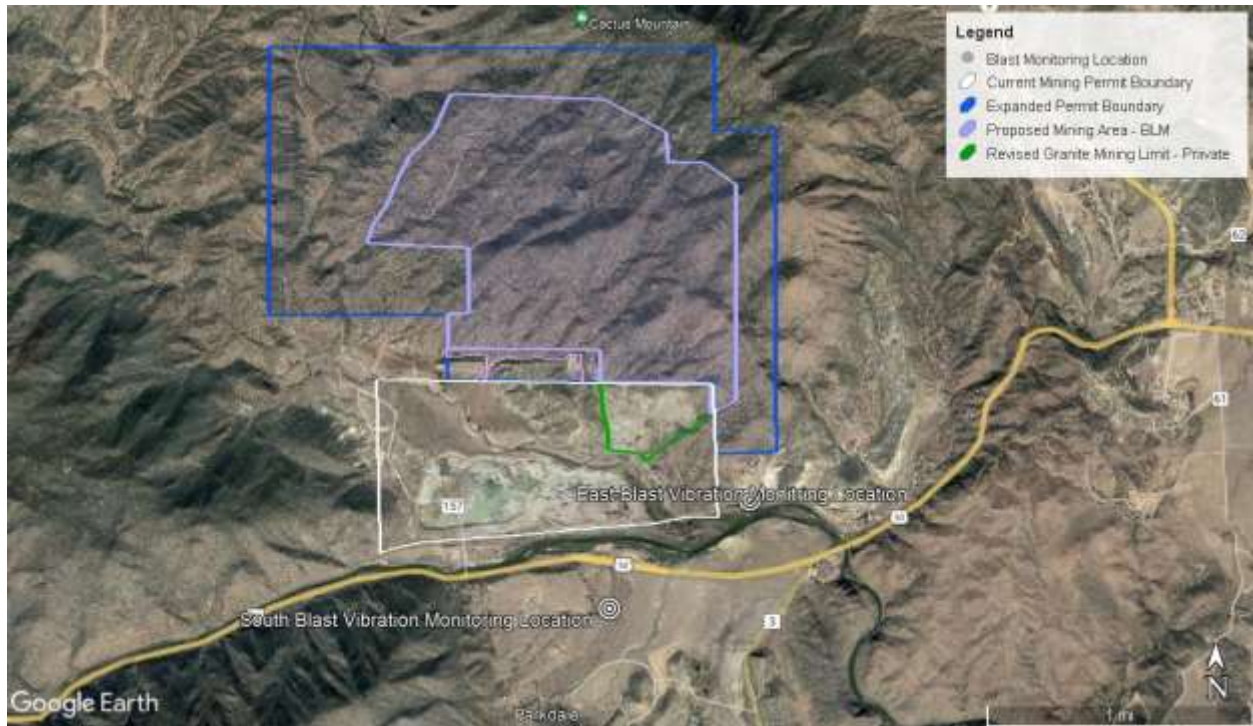 Cactus Mountain
Legend
Blast Monitoring Location
Current Mining Permit Boundary
Expanded Permit Boundary
Proposed Mining Area - BLM
Revised Granite Mining Limit - Private
62
61
East Blast Vibration Monitting Location
157
50
50
South Blast Vibration Monitoring Location
3
Google Earth
Parkdale
N
1 mi